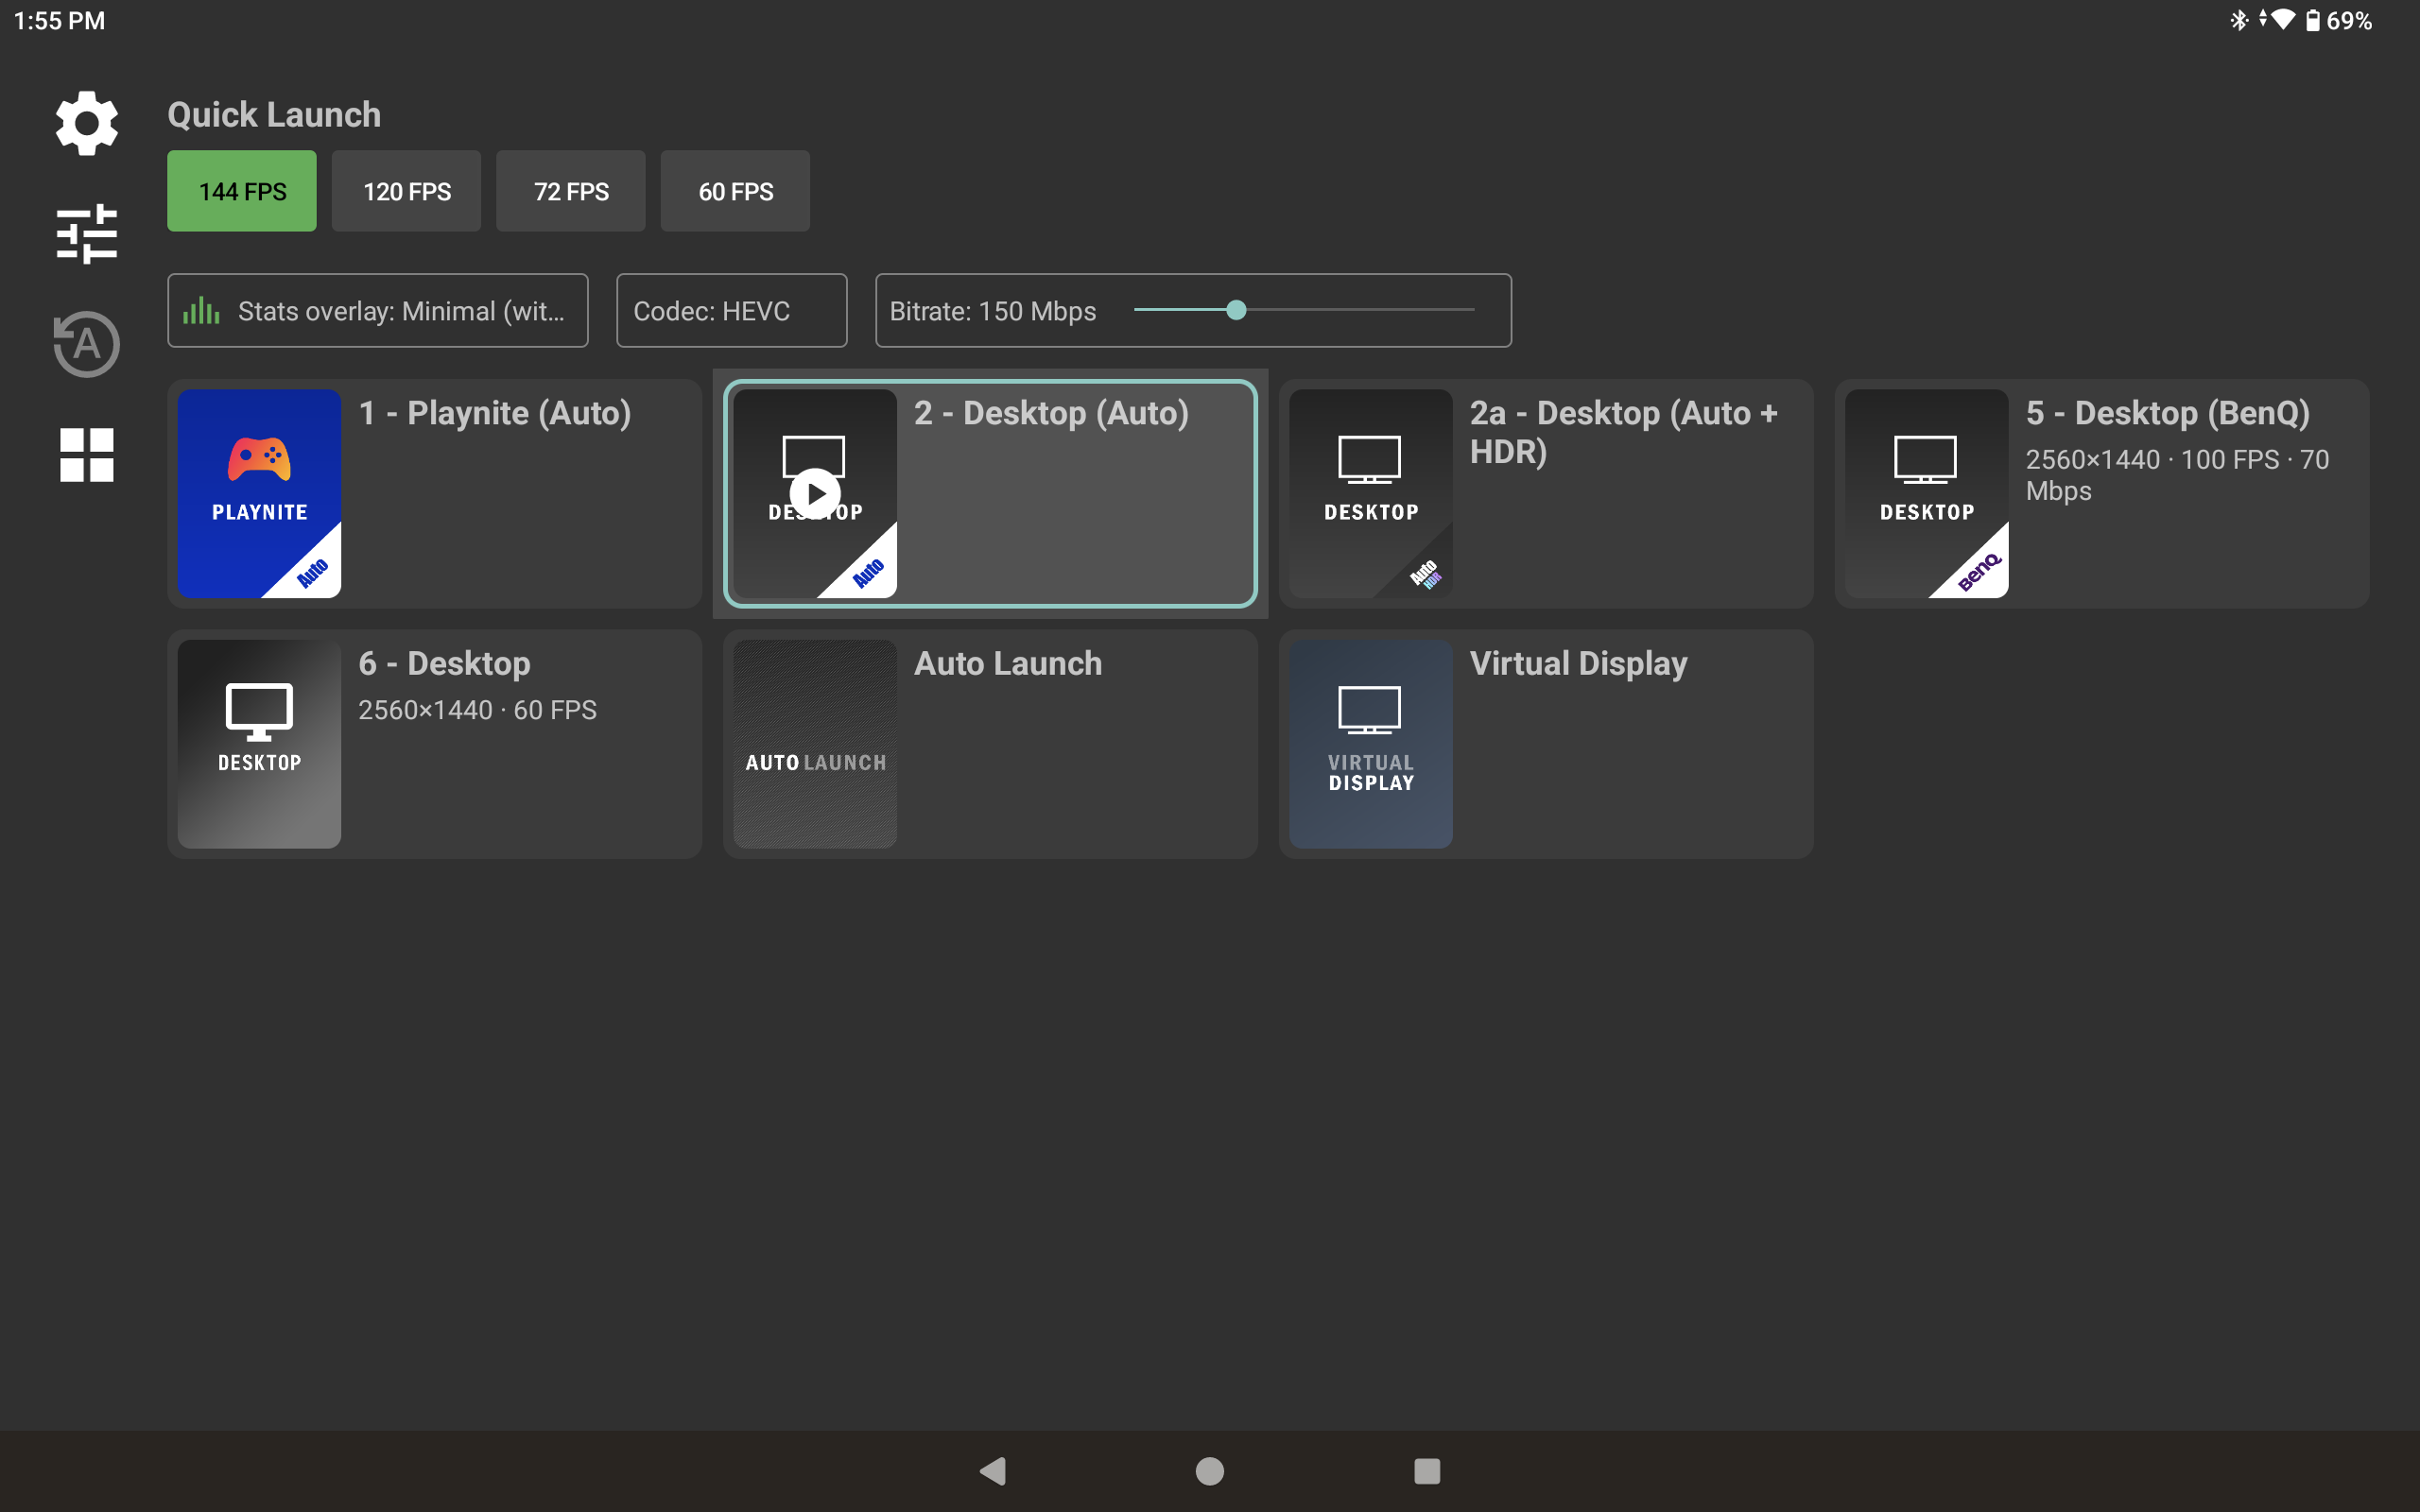 1:55 PM
69%
Quick Launch
144 FPS
120 FPS
72 FPS
60 FPS
Stats overlay: Minimal (wit...
Codec: HEVC
Bitrate: 150 Mbps
A
PLAYNITE
Auto
1 - Playnite (Auto)
DESKTOP
Auto
2 - Desktop (Auto)
DESKTOP
Auto
HDR
2a - Desktop (Auto +
HDR)
DESKTOP
BenQ
5 - Desktop (BenQ)
2560×1440 · 100 FPS · 70
Mbps
DESKTOP
6 - Desktop
2560×1440 · 60 FPS
AUTO LAUNCH
Auto Launch
VIRTUAL
DISPLAY
Virtual Display